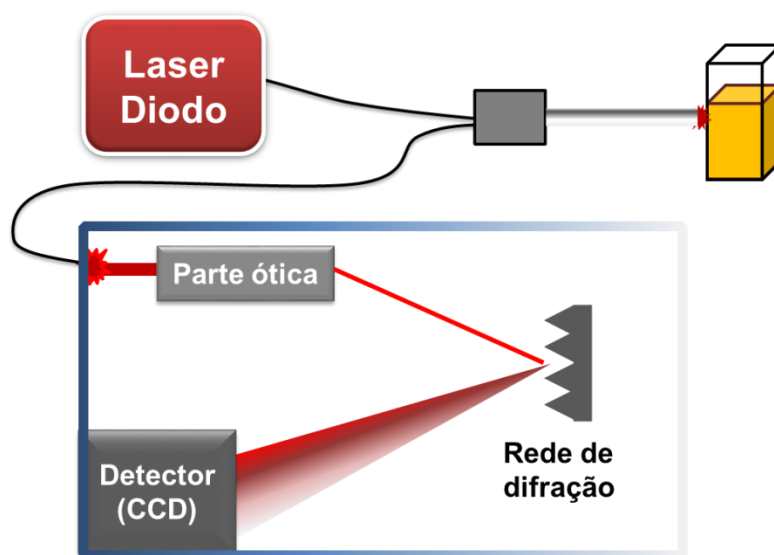 Laser
Diodo
Parte ótica
Detector
(CCD)
Rede de
difração